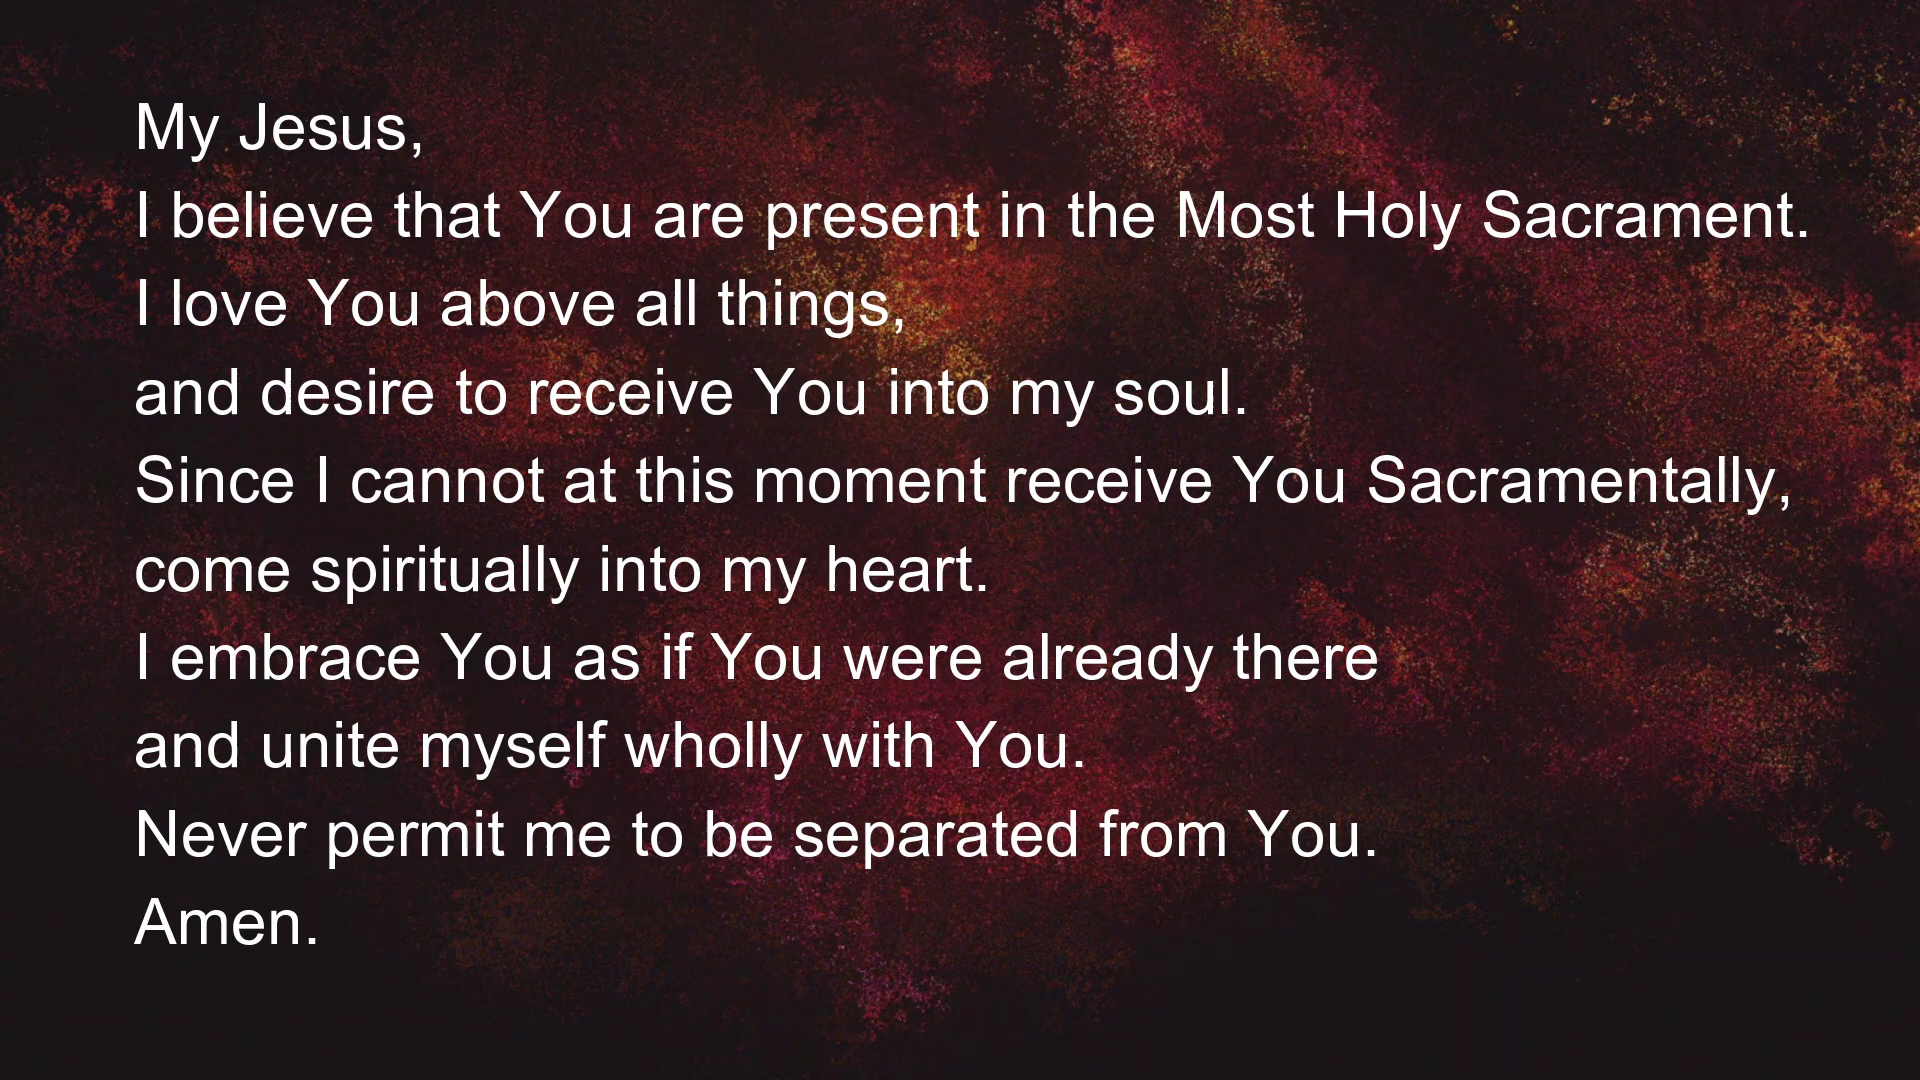 My Jesus,
I believe that You are present in the Most Holy Sacrament.
I love You above all things,
and desire to receive You into my soul.
Since I cannot at this moment receive You Sacramentally,
come spiritually into my heart.
I embrace You as if You were already there
and unite myself wholly with You.
Never permit me to be separated from You.
Amen.